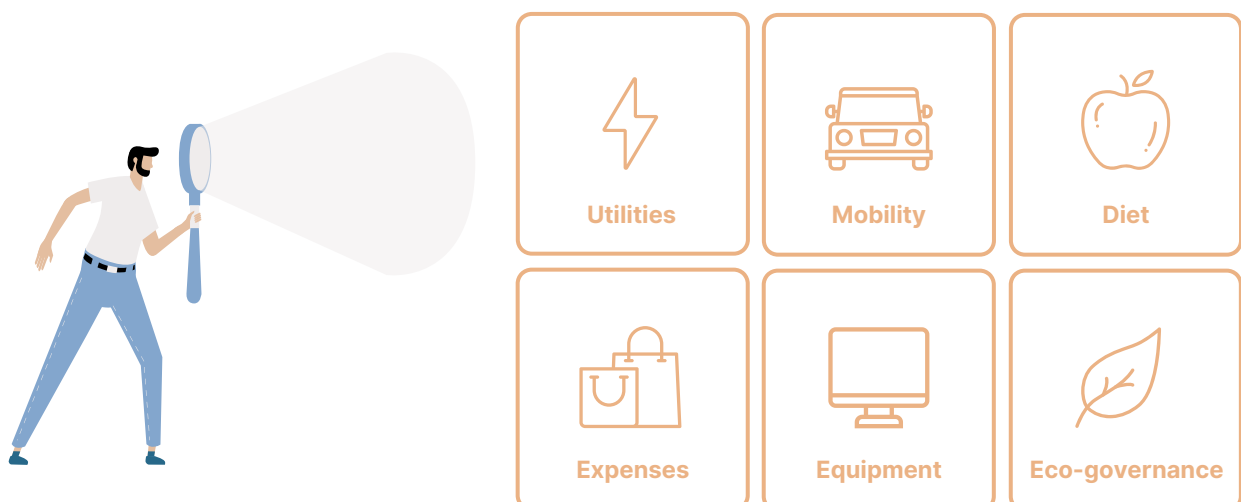 Utilities
Mobility
Diet
Expenses
Equipment
Eco-governance